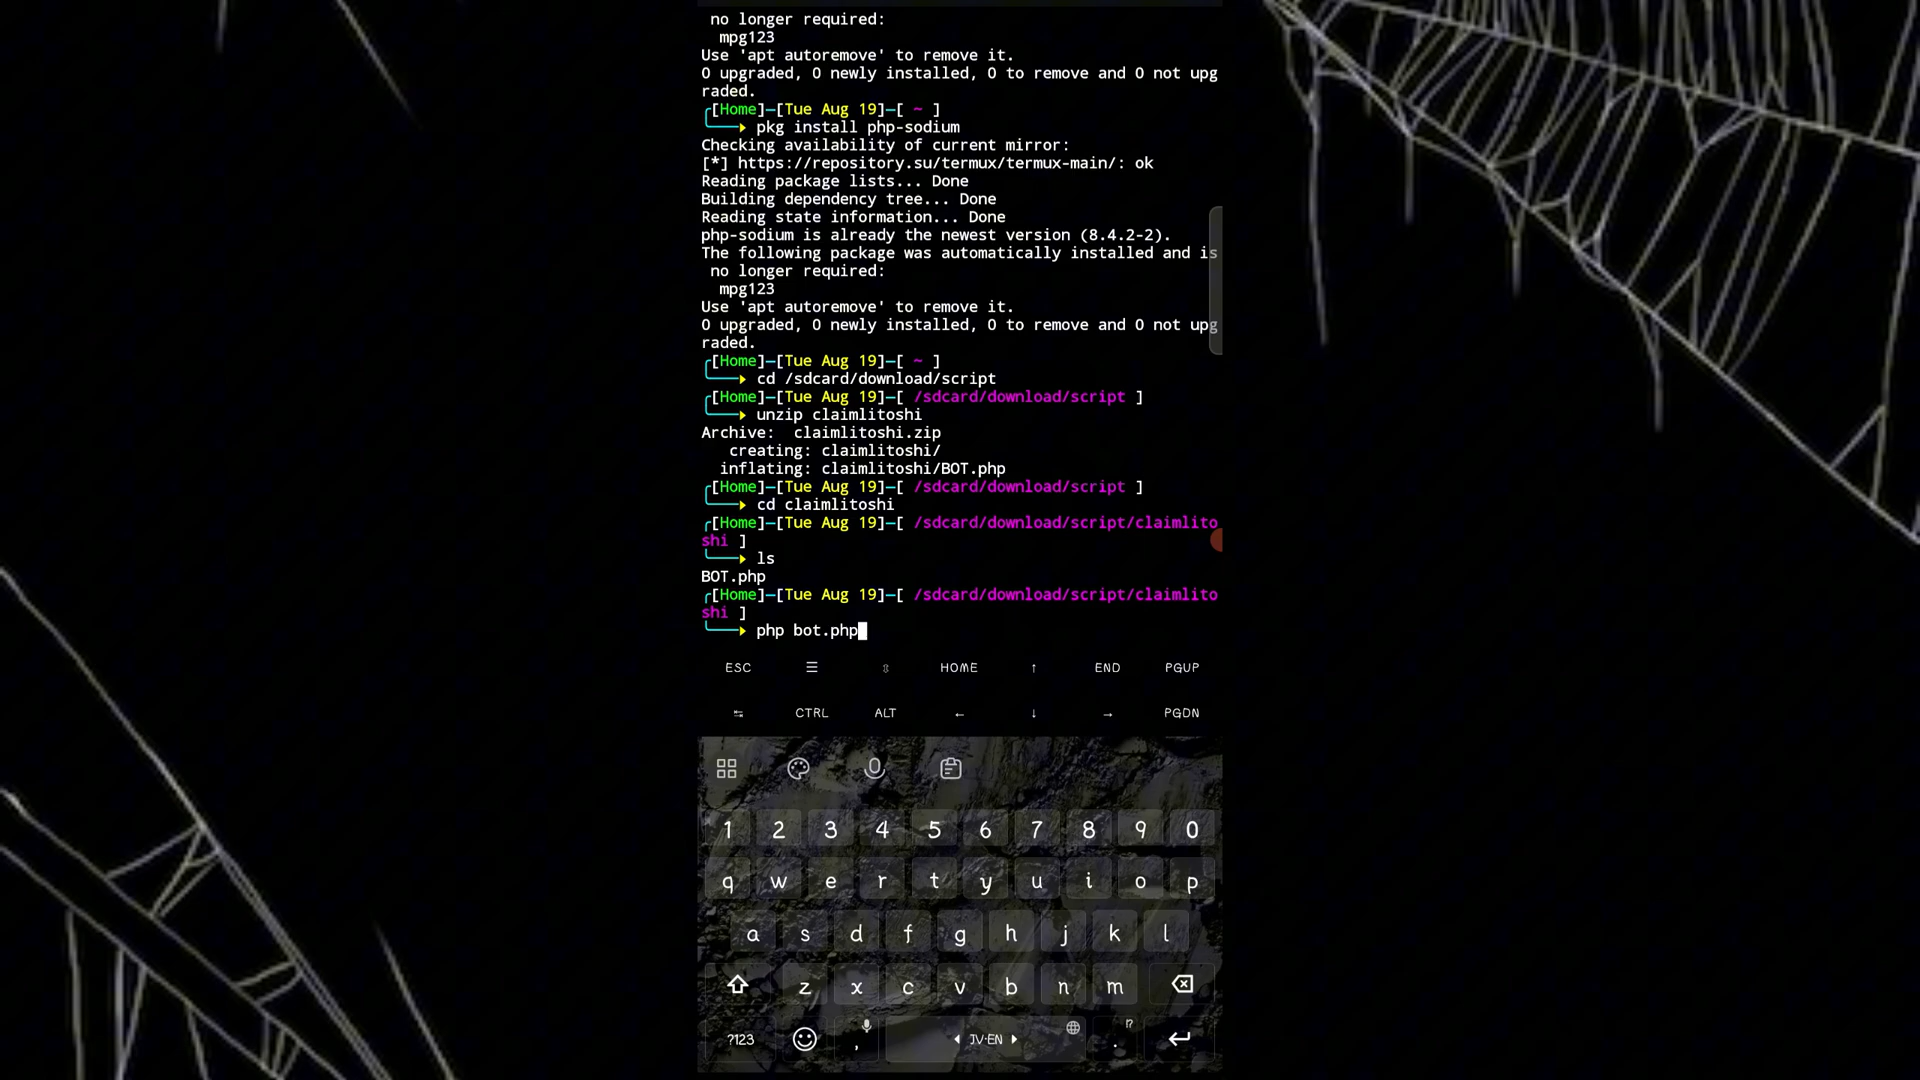 no longer required:
mpg123
Use 'apt autoremove' to remove it.
0 upgraded, 0 newly installed, 0 to remove and 0 not upg
raded.
[Home]—[Tue Aug 19]—[ ~ ]
pkg install php-sodium
Checking availability of current mirror:
[*] https://repository.su/termux/termux-main/: ok
Reading package lists... Done
Building dependency tree... Done
Reading state information... Done
php-sodium is already the newest version (8.4.2-2).
The following package was automatically installed and is
no longer required:
mpg123
Use 'apt autoremove' to remove it.
0 upgraded, 0 newly installed, 0 to remove and 0 not upg
raded.
[Home]—[Tue Aug 19]—[ ~ ]
cd /sdcard/download/script
[Home]—[Tue Aug 19]—[ /sdcard/download/script ]
unzip claimlitoshi
Archive:  claimlitoshi.zip
creating: claimlitoshi/
inflating: claimlitoshi/BOT.php
[Home]—[Tue Aug 19]—[ /sdcard/download/script ]
cd claimlitoshi
[Home]—[Tue Aug 19]—[ /sdcard/download/script/claimlito
shi ]
ls
BOT.php
[Home]—[Tue Aug 19]—[ /sdcard/download/script/claimlito
shi ]
php bot.php
ESC ☰ ⇳ HOME ↑ END PGUP
⇆ CTRL ALT ← ↓ → PGDN
1 2 3 4 5 6 7 8 9 0
q w e r t y u i o p
a s d f g h j k l
z x c v b n m
?123 , JV·EN . !?